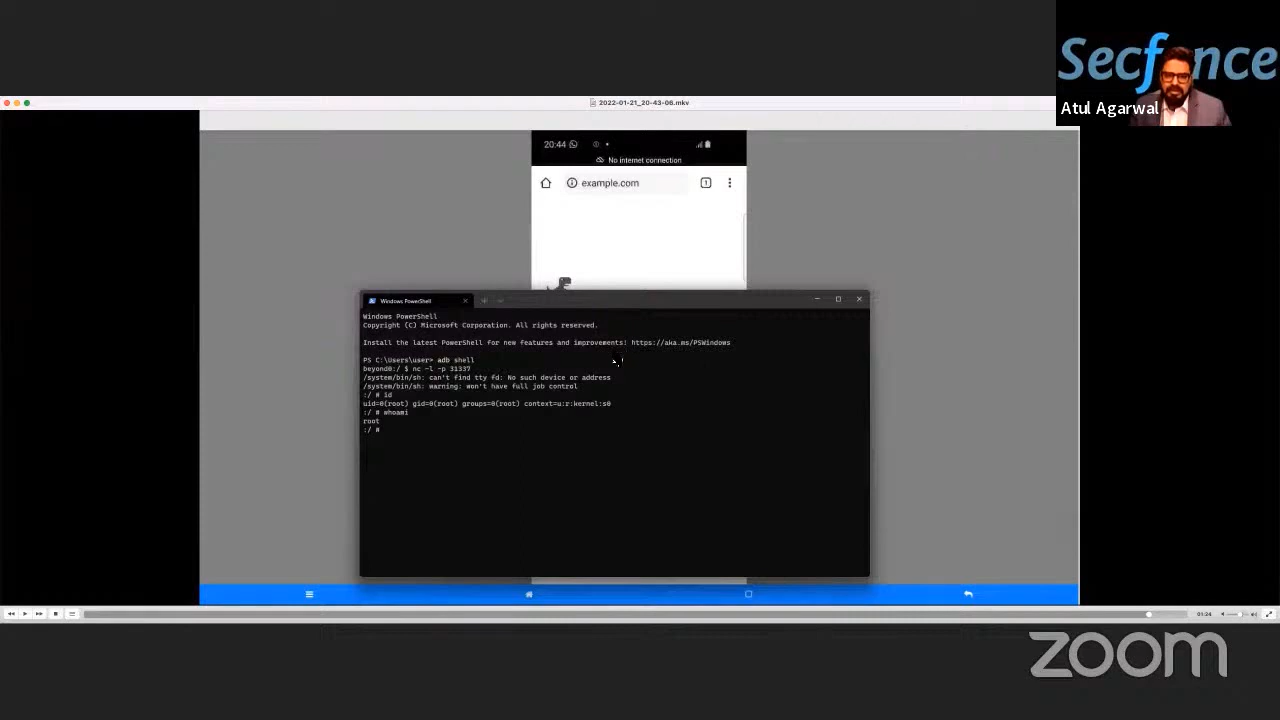 Secfence
Atul Agarwal
2022-01-21_20-43-06.mkv
20:44
No internet connection
example.com
1
Windows PowerShell
Windows PowerShell
Copyright (C) Microsoft Corporation. All rights reserved.
Install the latest PowerShell for new features and improvements! https://aka.ms/PSWindows
PS C:\Users\user> adb shell
beyond0:/ $ nc -l -p 31337
/system/bin/sh: can't find tty fd: No such device or address
/system/bin/sh: warning: won't have full job control
:/ # id
uid=0(root) gid=0(root) groups=0(root) context=u:r:kernel:s0
:/ # whoami
root
:/ #
01:24
zoom